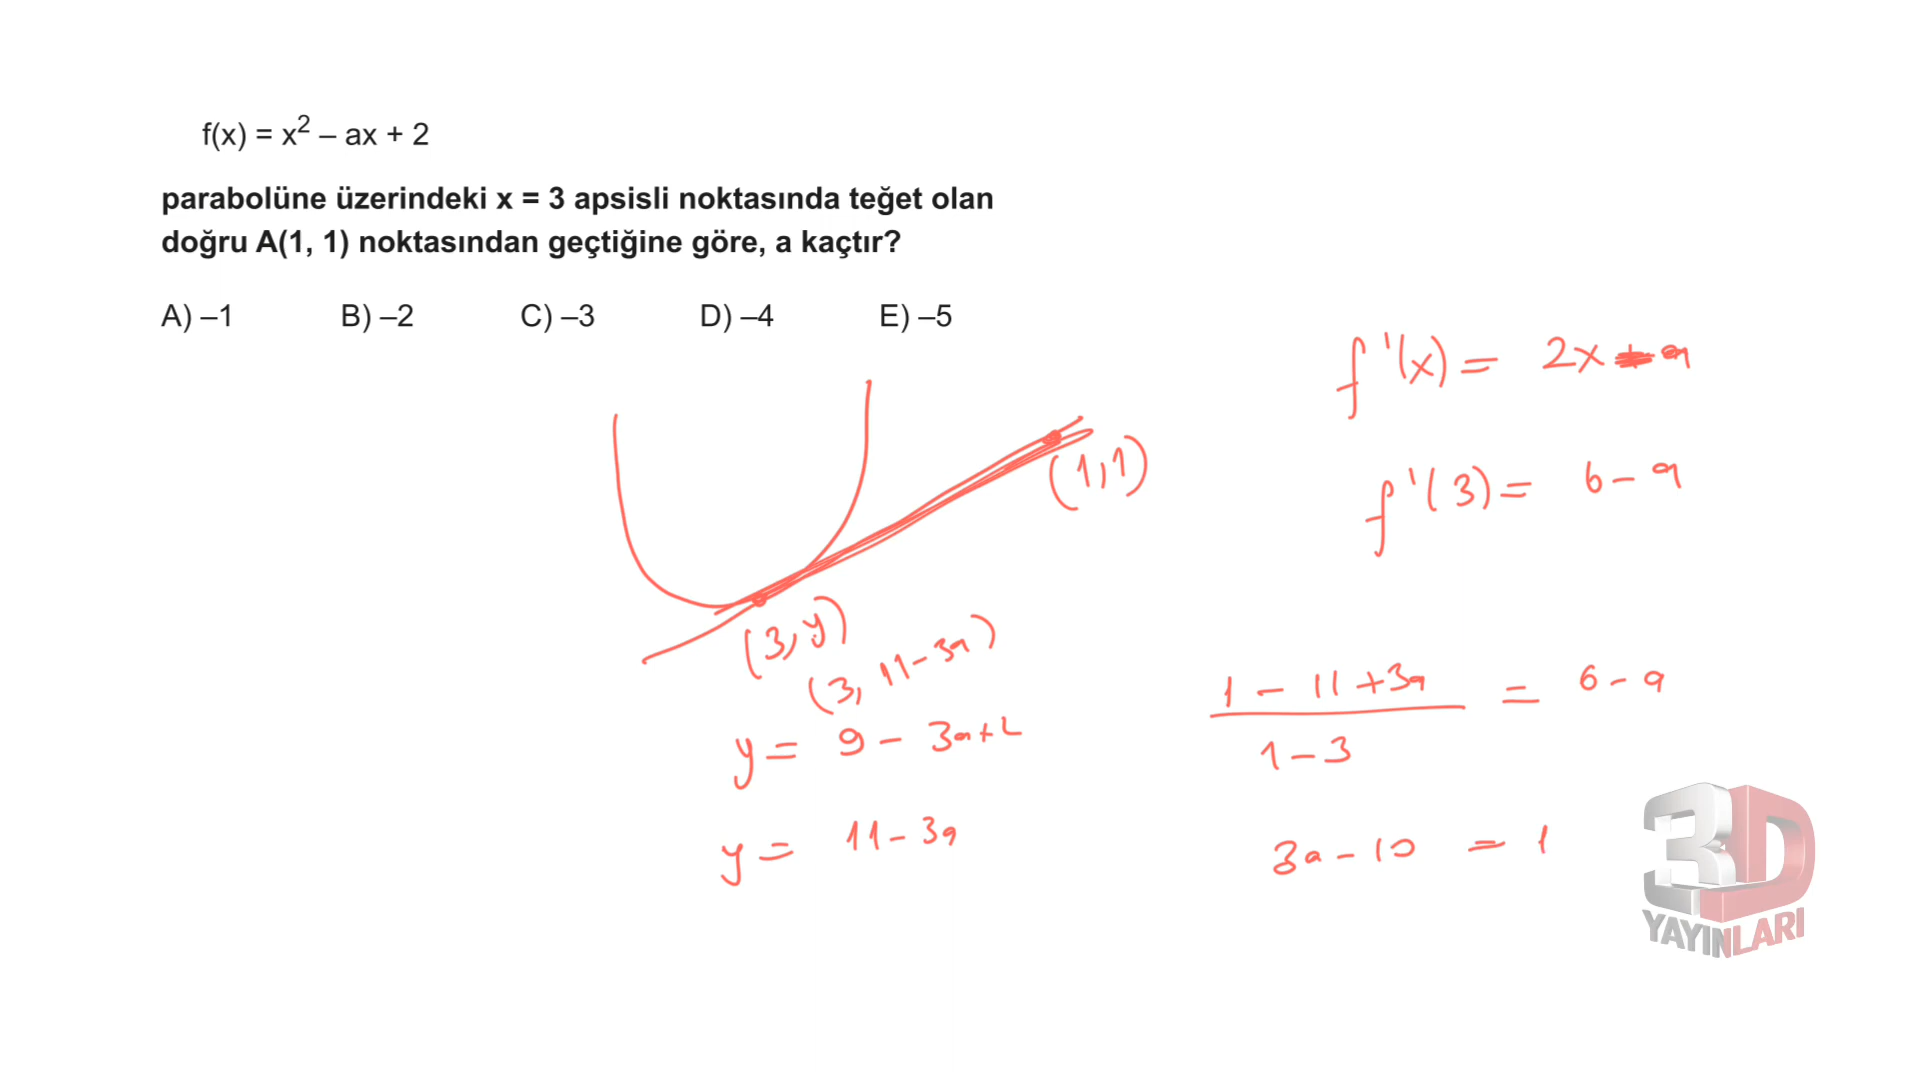 f(x) = x² – ax + 2
parabolüne üzerindeki x = 3 apsisli noktasında teğet olan
doğru A(1, 1) noktasından geçtiğine göre, a kaçtır?
A) –1 B) –2 C) –3 D) –4 E) –5
f'(x) = 2x - a
(1,1)
f'(3) = 6 - a
(3, y)
(3, 11-3a)
y = 9 - 3a+2
y = 11 - 3a
1 - 11 + 3a / 1 - 3 = 6 - a
3a - 10 = 1
3D
YAYINLARI